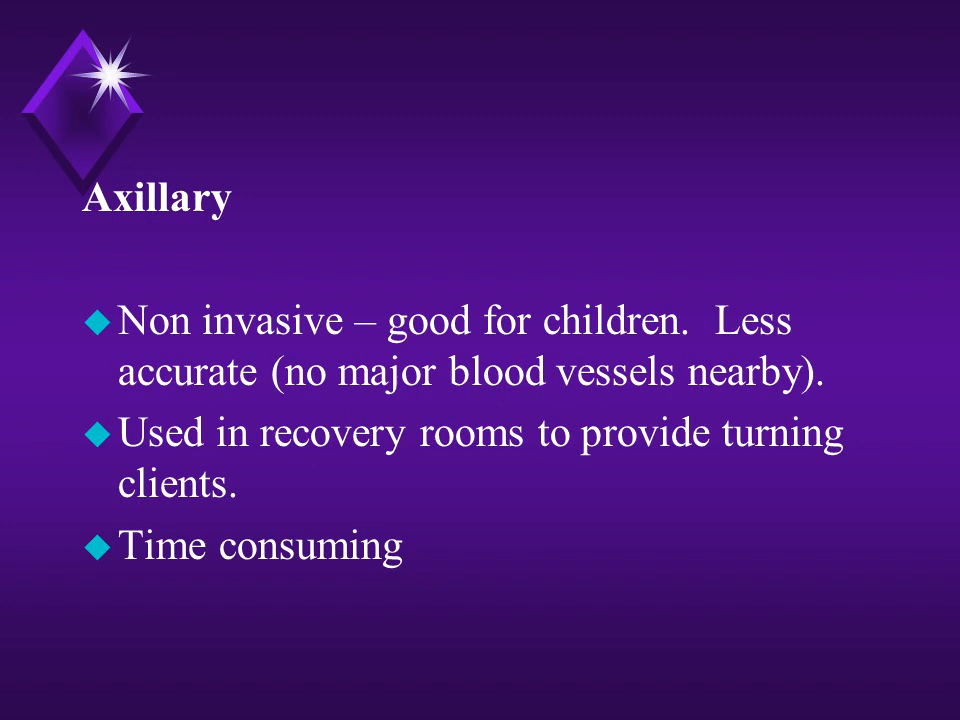 Axillary
Non invasive – good for children.  Less
accurate (no major blood vessels nearby).
Used in recovery rooms to provide turning
clients.
Time consuming